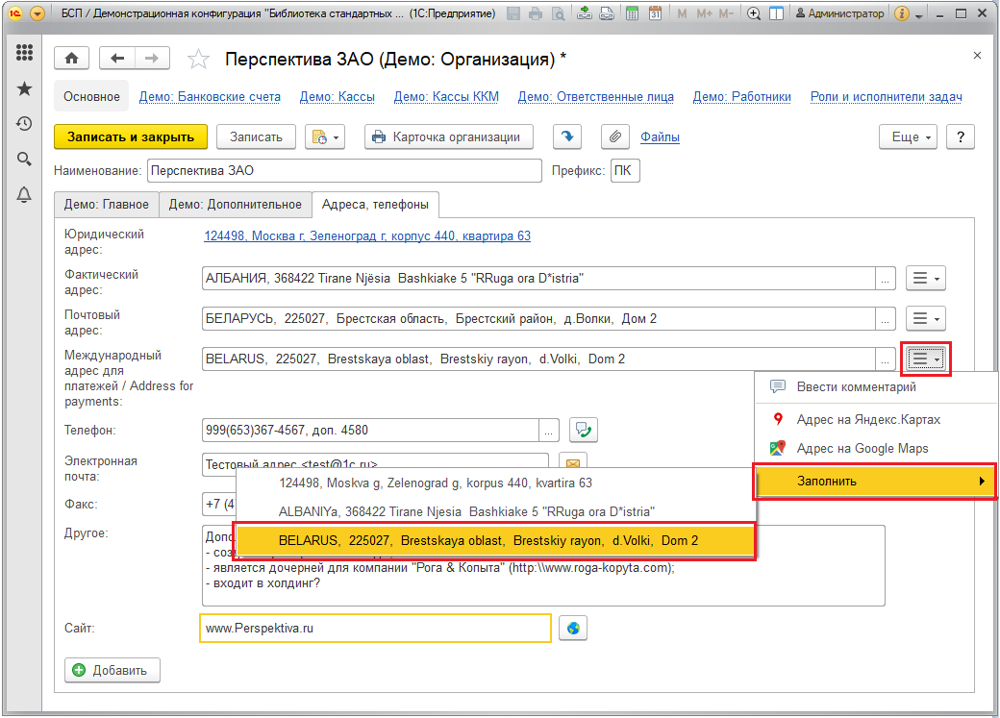 БСП / Демонстрационная конфигурация "Библиотека стандартных ... (1С:Предприятие)
31
M M+ M-
Администратор
i
Перспектива ЗАО (Демо: Организация) *
Основное Демо: Банковские счета Демо: Кассы Демо: Кассы ККМ Демо: Ответственные лица Демо: Работники Роли и исполнители задач
Записать и закрыть Записать Карточка организации Файлы Еще ?
Наименование: Перспектива ЗАО Префикс: ПК
Демо: Главное Демо: Дополнительное Адреса, телефоны
Юридический
адрес:
124498, Москва г, Зеленоград г, корпус 440, квартира 63
Фактический
адрес:
АЛБАНИЯ, 368422 Tirane Njësia Bashkiake 5 "RRuga ora D*istria" ...
Почтовый
адрес:
БЕЛАРУСЬ, 225027, Брестская область, Брестский район, д.Волки, Дом 2 ...
Международный
адрес для
платежей / Address for
payments:
BELARUS, 225027, Brestskaya oblast, Brestskiy rayon, d.Volki, Dom 2 ...
Ввести комментарий
Адрес на Яндекс.Картах
Адрес на Google Maps
Заполнить
Телефон: 999(653)367-4567, доп. 4580 ...
Электронная
почта:
Тестовый адрес <test@1c.ru>
124498, Moskva g, Zelenograd g, korpus 440, kvartira 63
ALBANIYa, 368422 Tirane Njesia Bashkiake 5 "RRuga ora D*istria"
BELARUS, 225027, Brestskaya oblast, Brestskiy rayon, d.Volki, Dom 2
Факс: +7 (4
Другое:
- является дочерней для компании "Рога & Копыта" (http:\\www.roga-kopyta.com);
- входит в холдинг?
Сайт: www.Perspektiva.ru
Добавить